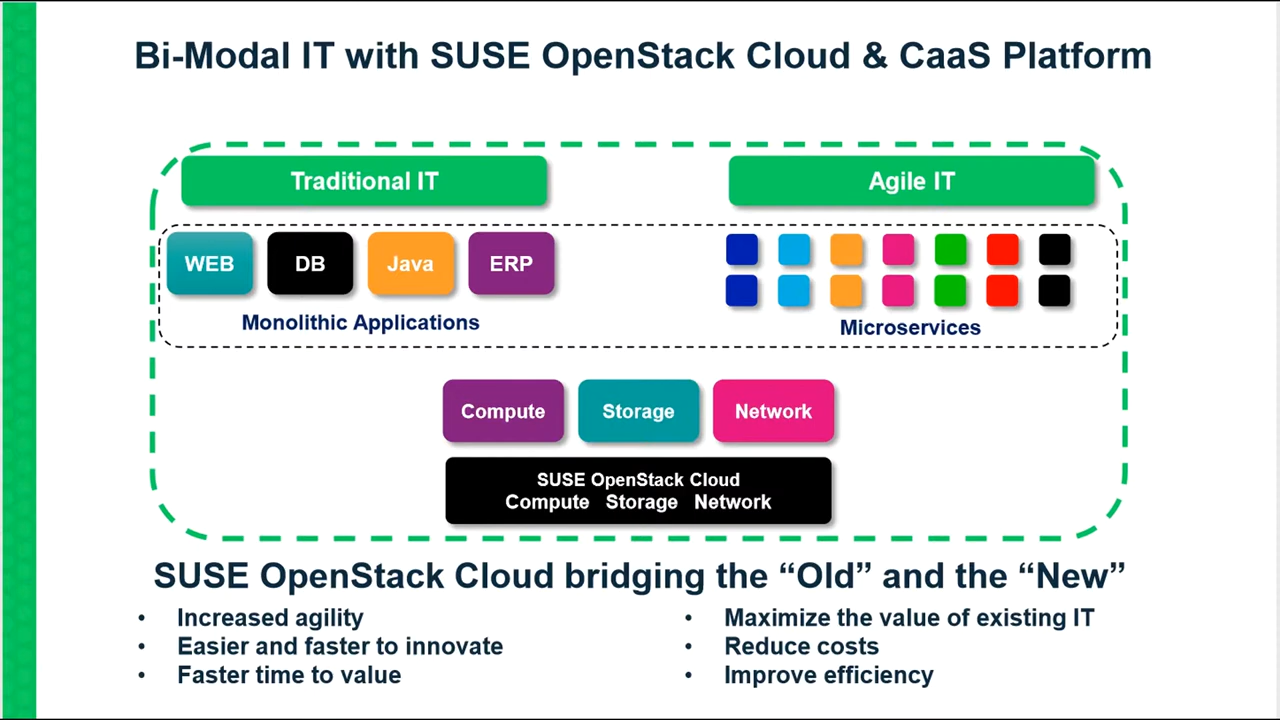 Bi-Modal IT with SUSE OpenStack Cloud & CaaS Platform
Traditional IT
Agile IT
WEB
DB
Java
ERP
Monolithic Applications
Microservices
Compute
Storage
Network
SUSE OpenStack Cloud
Compute Storage Network
SUSE OpenStack Cloud bridging the “Old” and the “New”
• Increased agility
• Easier and faster to innovate
• Faster time to value
• Maximize the value of existing IT
• Reduce costs
• Improve efficiency